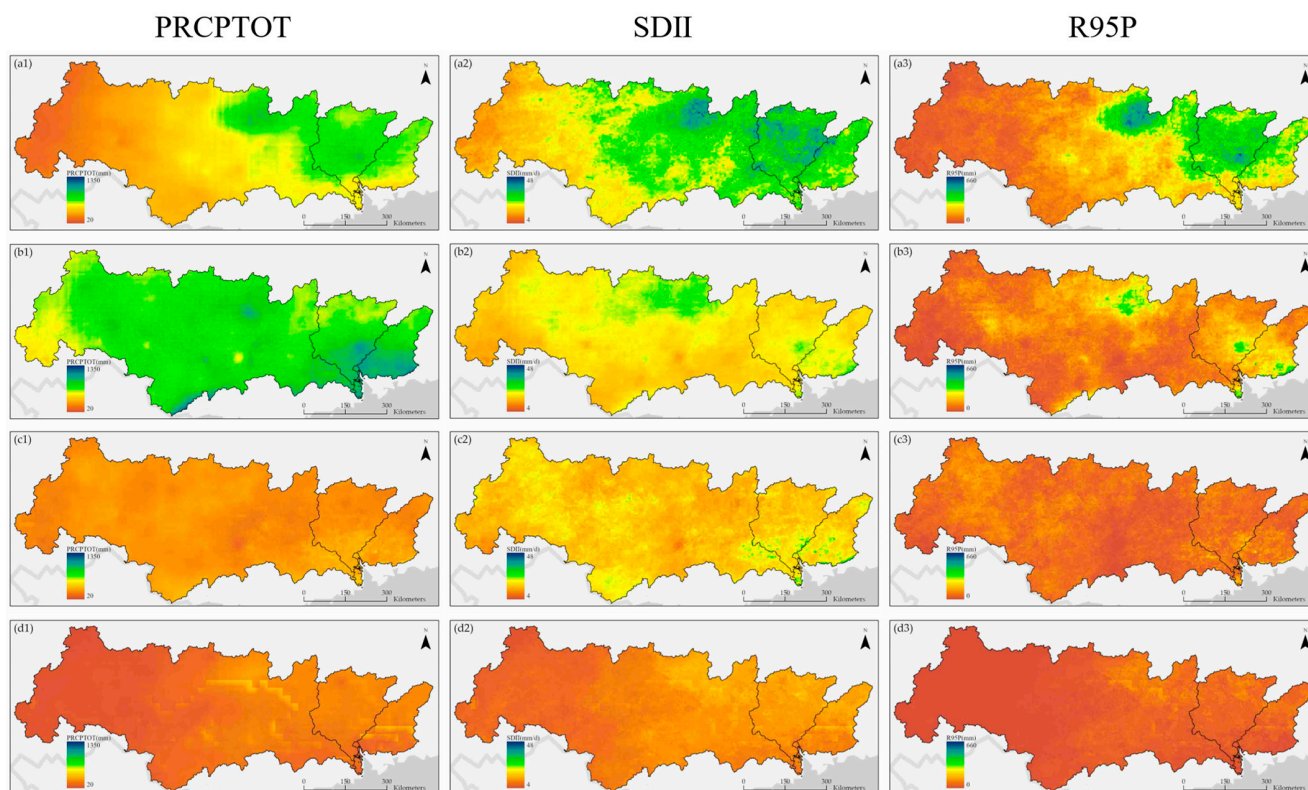 PRCPTOT SDII R95P
(a1) N PRCPTOT(mm) 1350 20 0 150 300 Kilometers
(a2) N SDII(mm/d) 48 4 0 150 300 Kilometers
(a3) N R95P(mm) 660 0 0 150 300 Kilometers
(b1) N PRCPTOT(mm) 1350 20 0 150 300 Kilometers
(b2) N SDII(mm/d) 48 4 0 150 300 Kilometers
(b3) N R95P(mm) 660 0 0 150 300 Kilometers
(c1) N PRCPTOT(mm) 1350 20 0 150 300 Kilometers
(c2) N SDII(mm/d) 48 4 0 150 300 Kilometers
(c3) N R95P(mm) 660 0 0 150 300 Kilometers
(d1) N PRCPTOT(mm) 1350 20 0 150 300 Kilometers
(d2) N SDII(mm/d) 48 4 0 150 300 Kilometers
(d3) N R95P(mm) 660 0 0 150 300 Kilometers